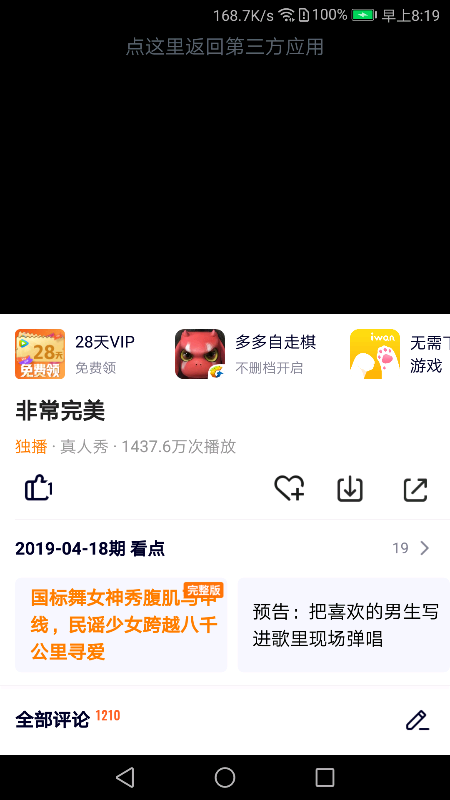 168.7K/s 100% 早上8:19
点这里返回第三方应用
28天VIP
免费领
28天
免费领
多多自走棋
不删档开启
iwan
无需下
游戏
非常完美
独播 · 真人秀 · 1437.6万次播放
1
2019-04-18期 看点
19
完整版
国标舞女神秀腹肌马甲
线，民谣少女跨越八千
公里寻爱
预告：把喜欢的男生写
进歌里现场弹唱
全部评论 1210